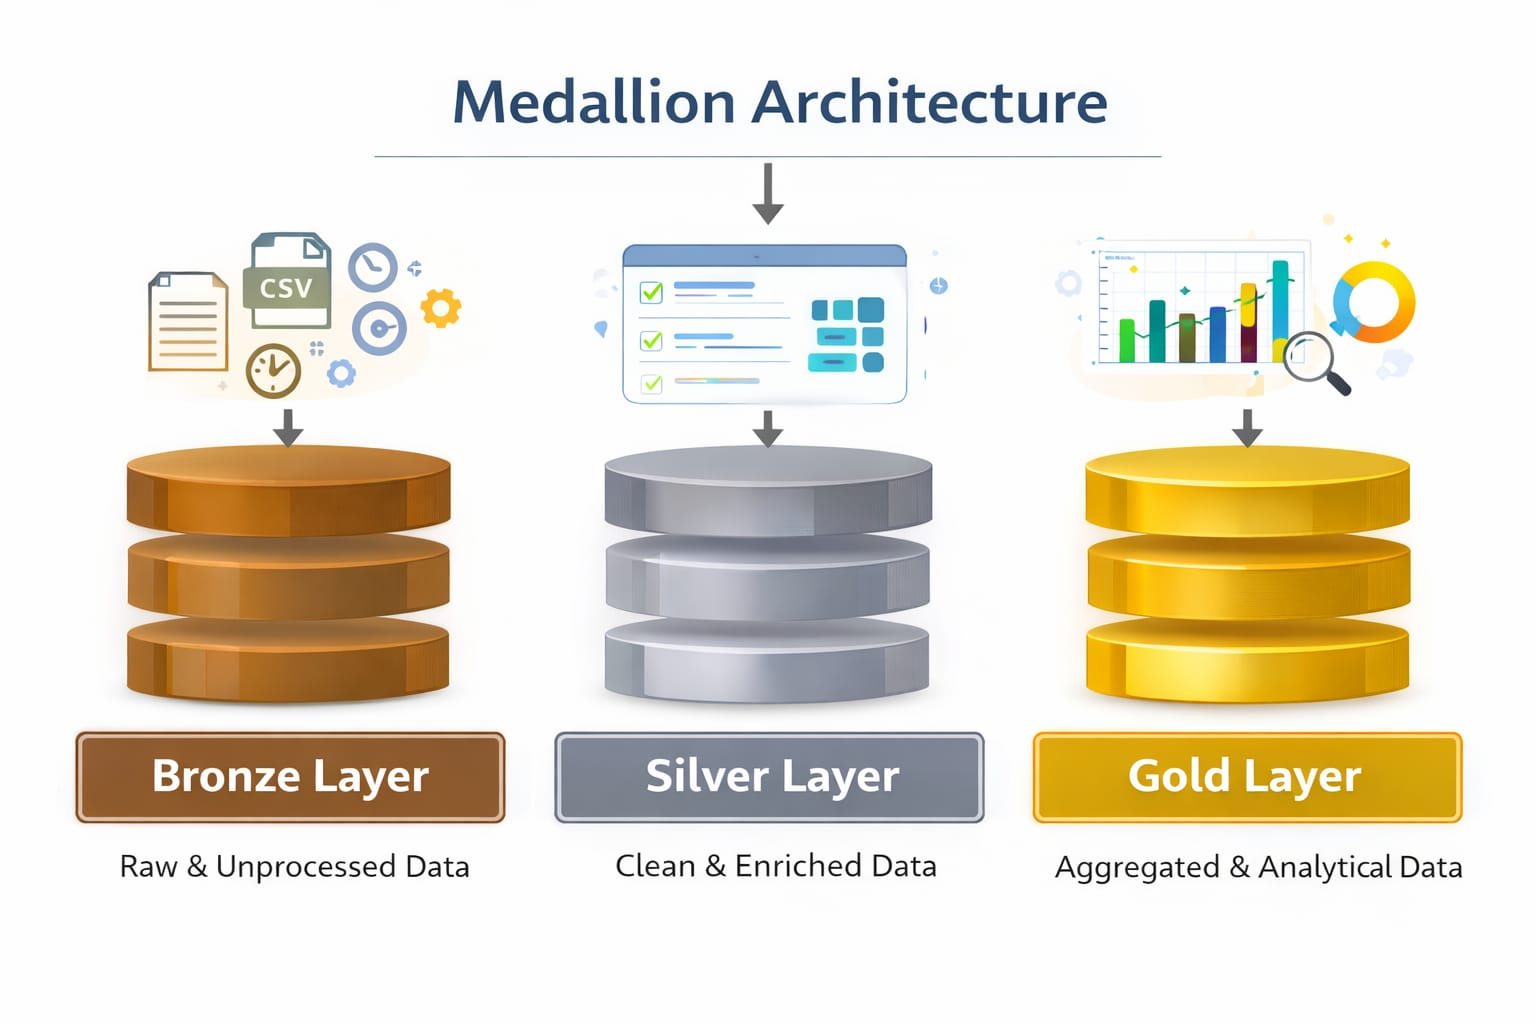 Medallion Architecture
CSV
Bronze Layer
Silver Layer
Gold Layer
Raw & Unprocessed Data
Clean & Enriched Data
Aggregated & Analytical Data